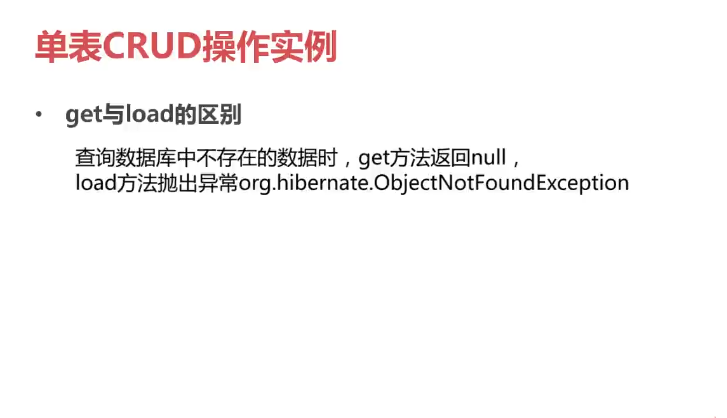 单表CRUD操作实例
• get与load的区别
查询数据库中不存在的数据时，get方法返回null，
load方法抛出异常org.hibernate.ObjectNotFoundException